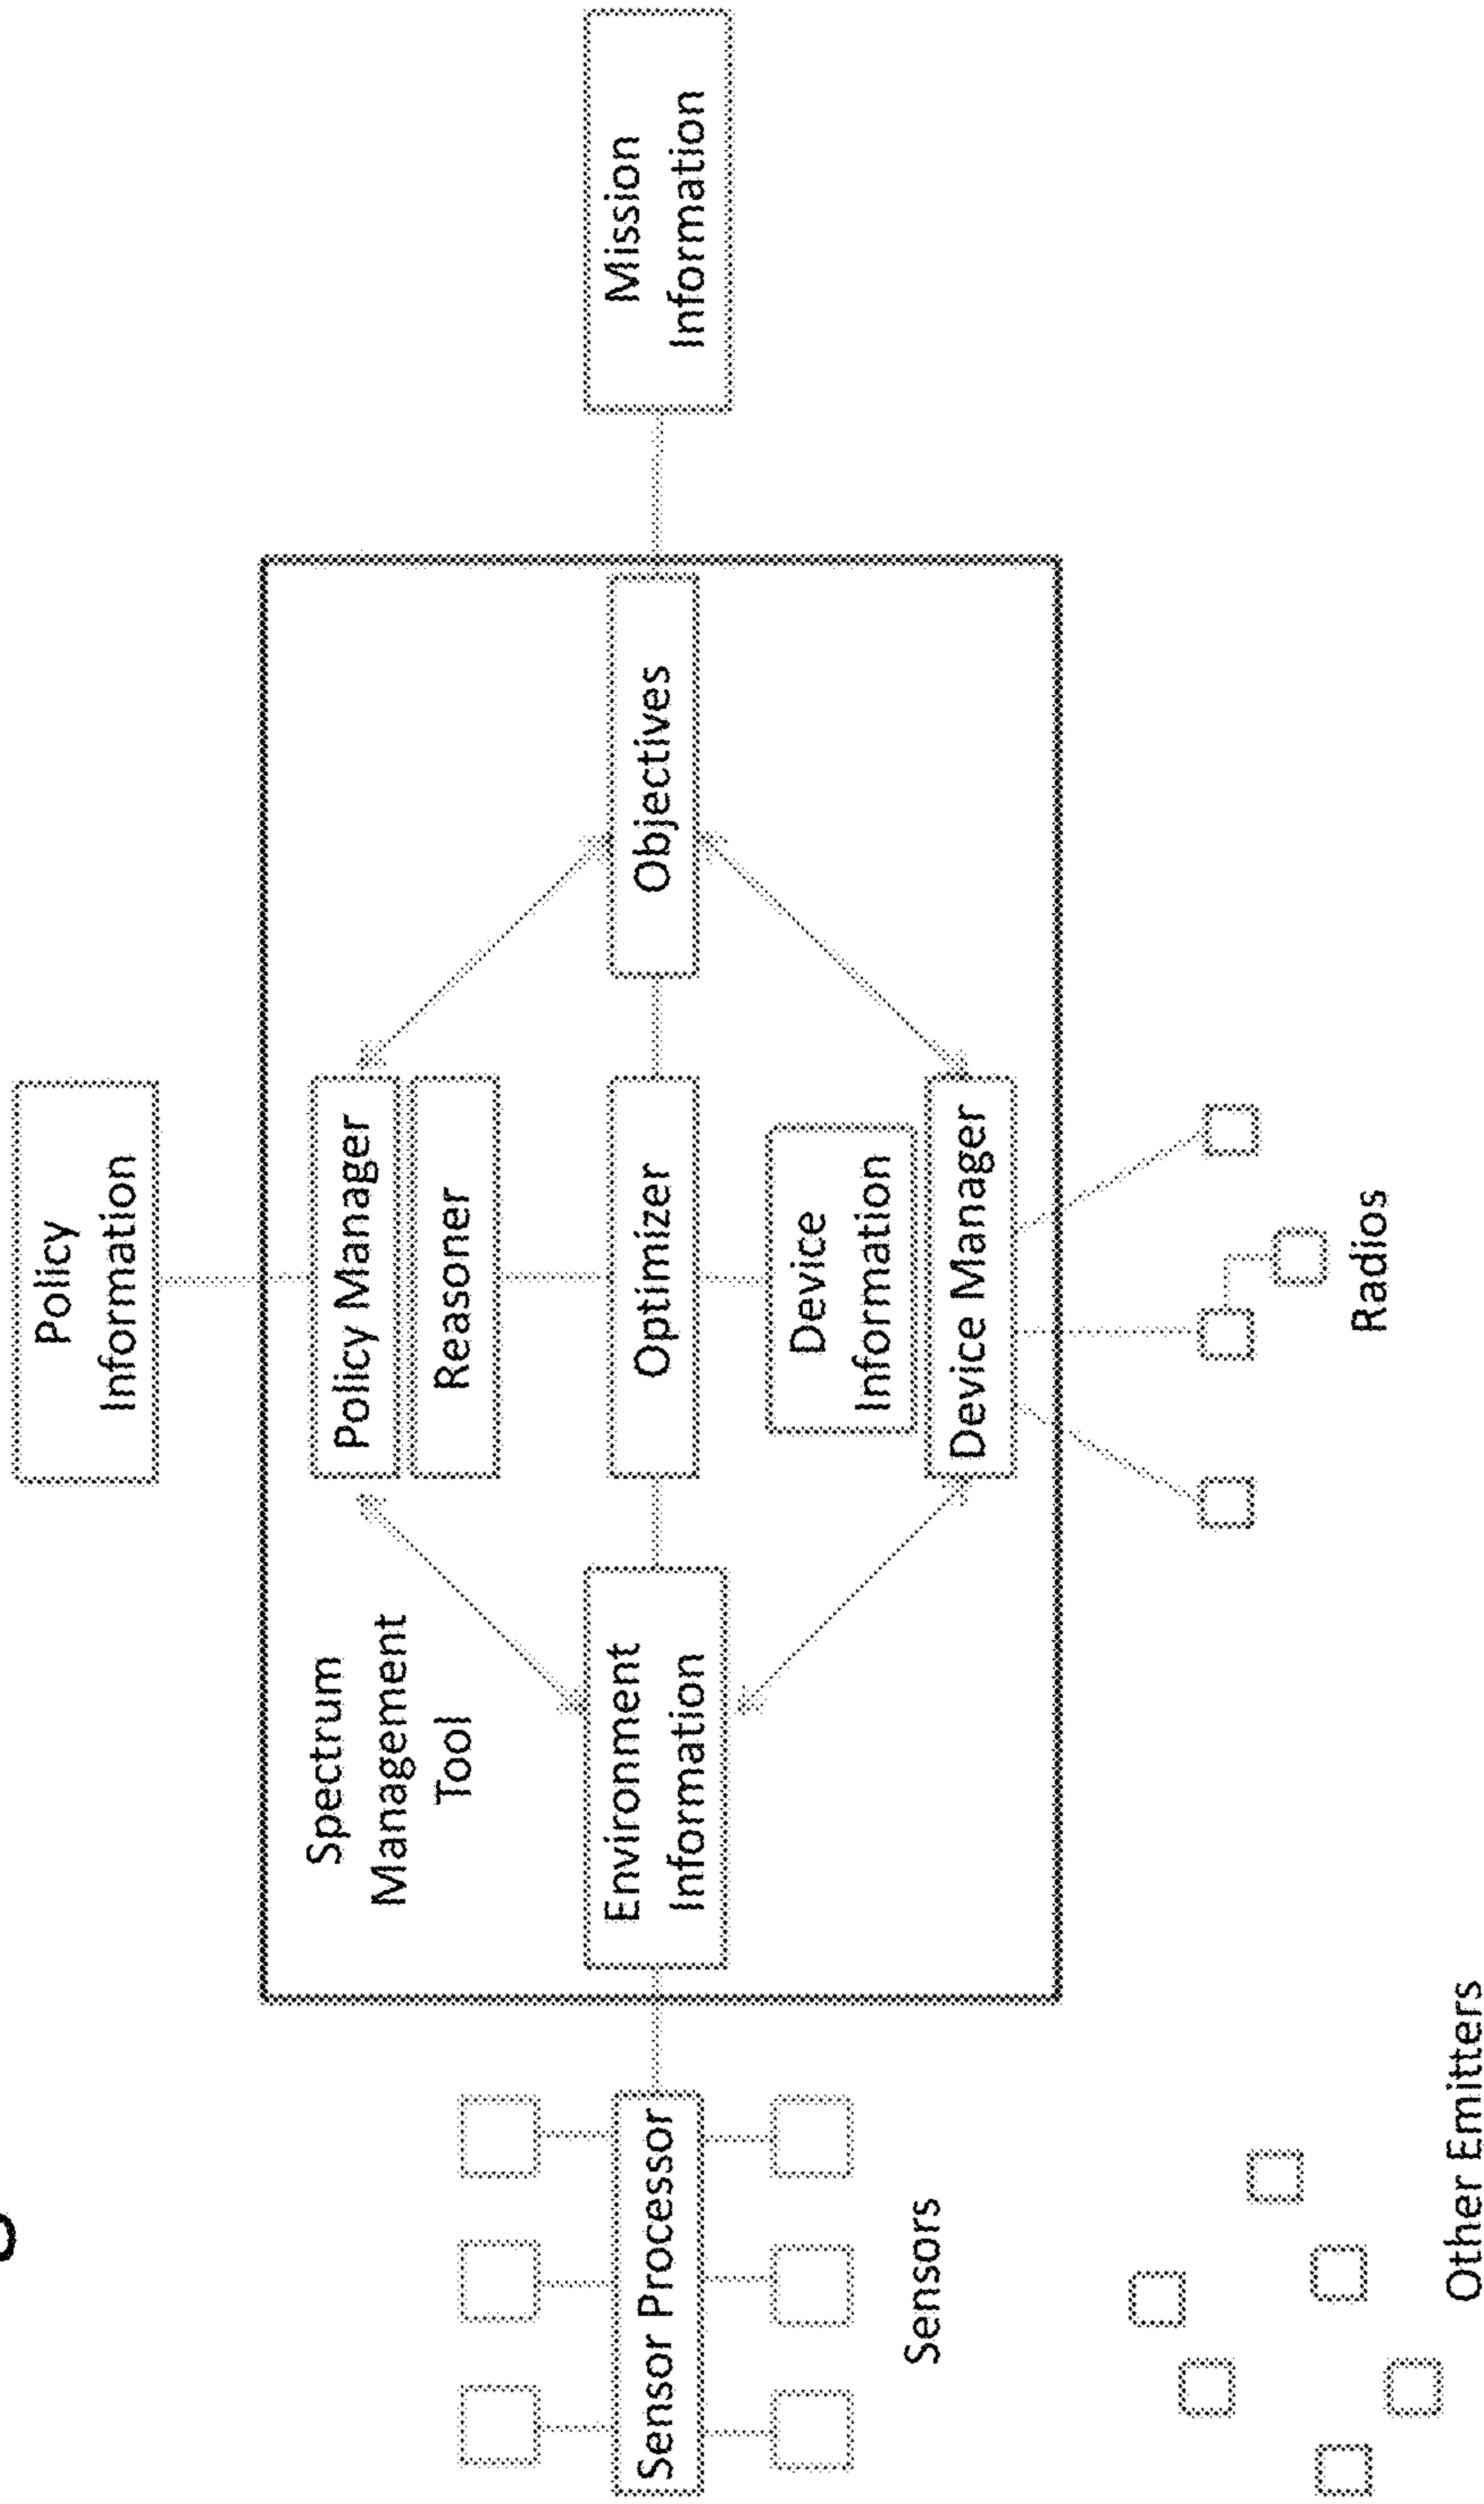 Policy
Information
Spectrum
Management
Tool
Policy Manager
Reasoner
Sensor Processor
Environment
Information
Optimizer
Objectives
Mission
Information
Device
Information
Device Manager
Sensors
Radios
Other Emitters